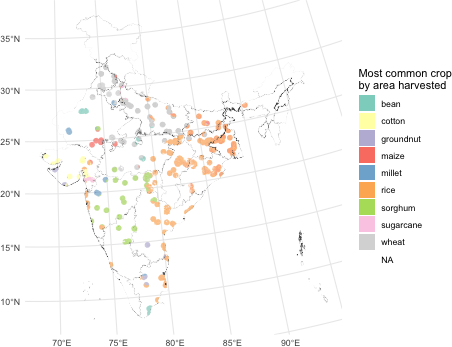 35°N
30°N
25°N
20°N
15°N
10°N
70°E
75°E
80°E
85°E
90°E
Most common crop
by area harvested
bean
cotton
groundnut
maize
millet
rice
sorghum
sugarcane
wheat
NA